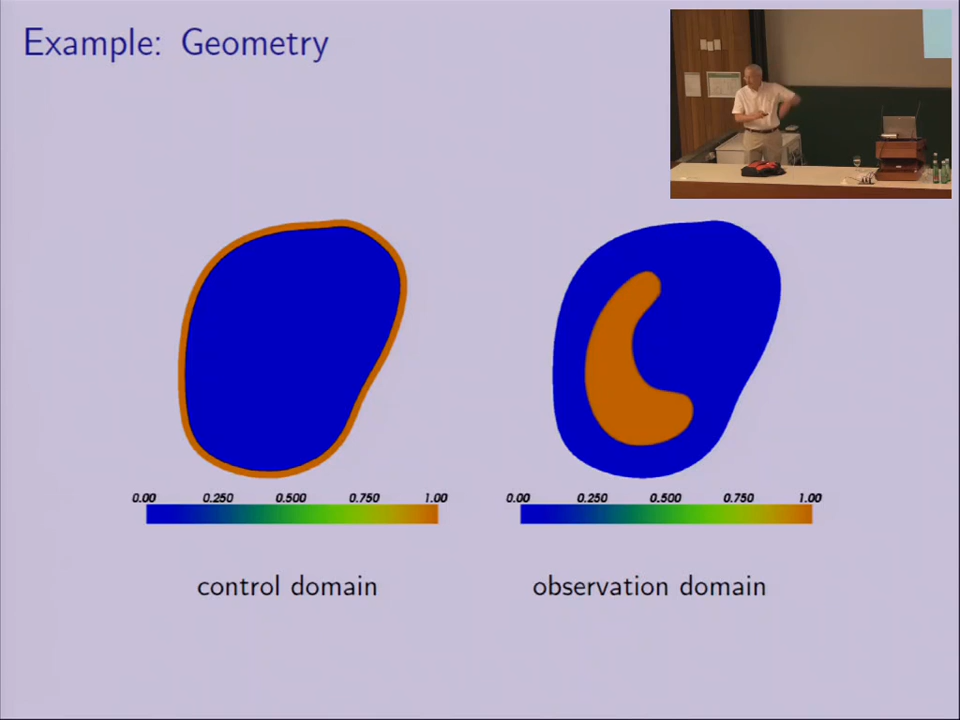 Example: Geometry
0.00 0.250 0.500 0.750 1.00
0.00 0.250 0.500 0.750 1.00
control domain
observation domain